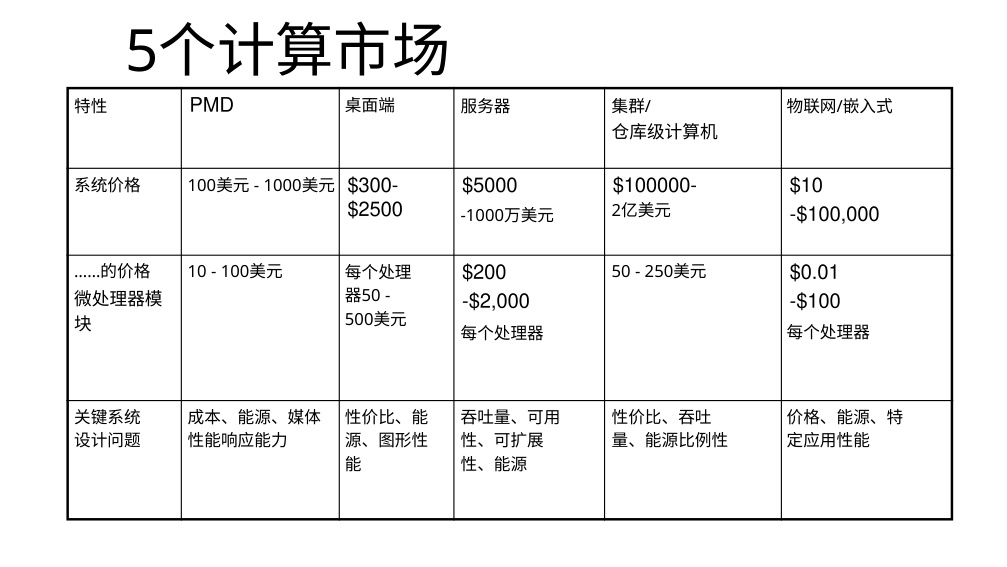 5个计算市场
特性
PMD
桌面端
服务器
集群/
仓库级计算机
物联网/嵌入式
系统价格
100美元 - 1000美元
$300-
$2500
$5000
-1000万美元
$100000-
2亿美元
$10
-$100,000
......的价格
微处理器模
块
10 - 100美元
每个处理
器50 -
500美元
$200
-$2,000
每个处理器
50 - 250美元
$0.01
-$100
每个处理器
关键系统
设计问题
成本、能源、媒体
性能响应能力
性价比、能
源、图形性
能
吞吐量、可用
性、可扩展
性、能源
性价比、吞吐
量、能源比例性
价格、能源、特
定应用性能